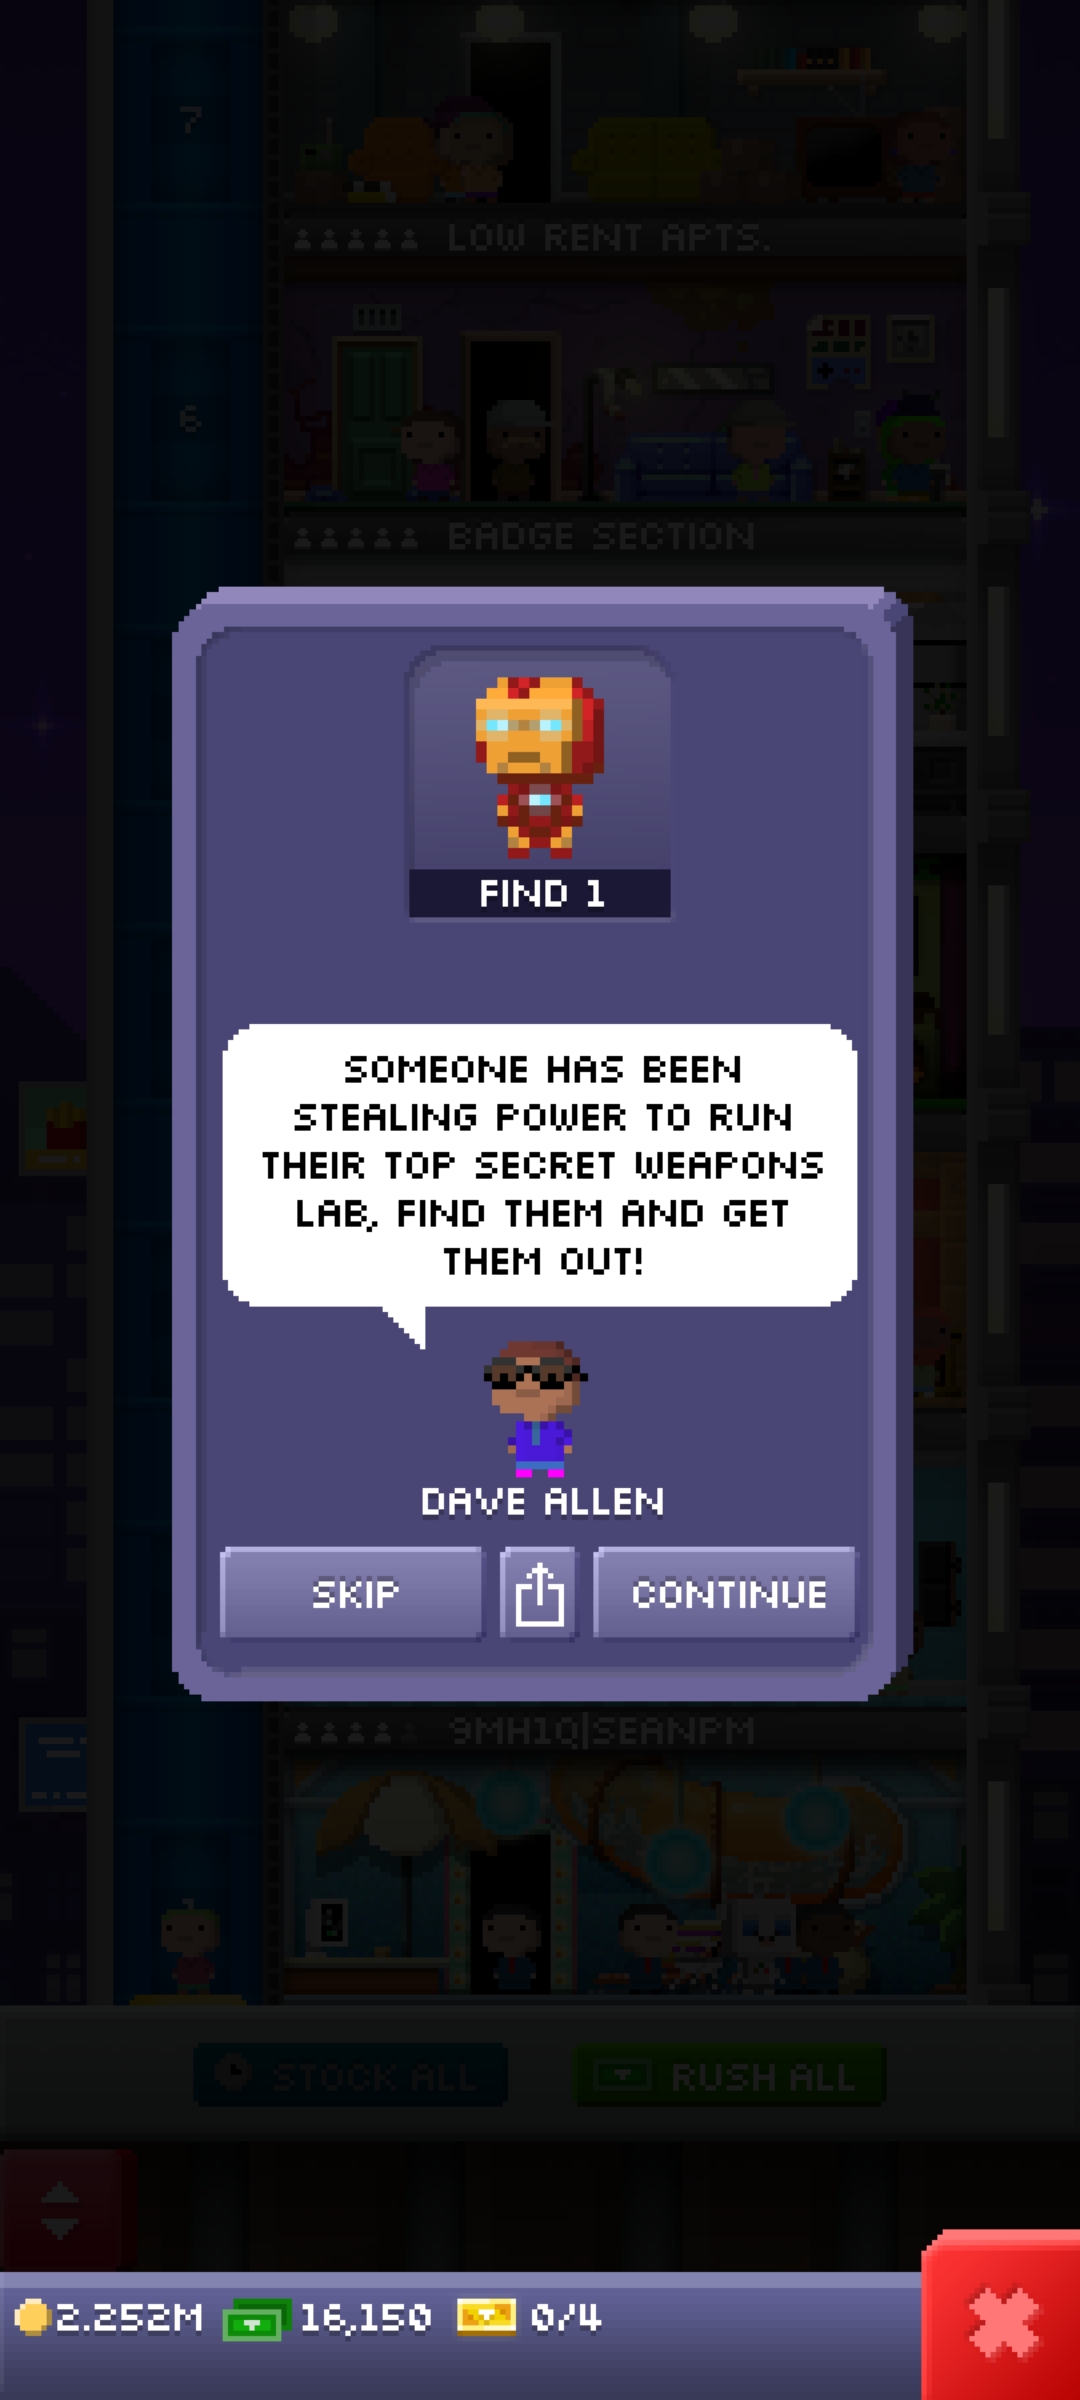 7
LOW RENT APTS.
6
BADGE SECTION
FIND 1
SOMEONE HAS BEEN
STEALING POWER TO RUN
THEIR TOP SECRET WEAPONS
LAB, FIND THEM AND GET
THEM OUT!
DAVE ALLEN
SKIP
CONTINUE
9MH1Q|SEANPM
STOCK ALL
RUSH ALL
2.252M
16,150
0/4